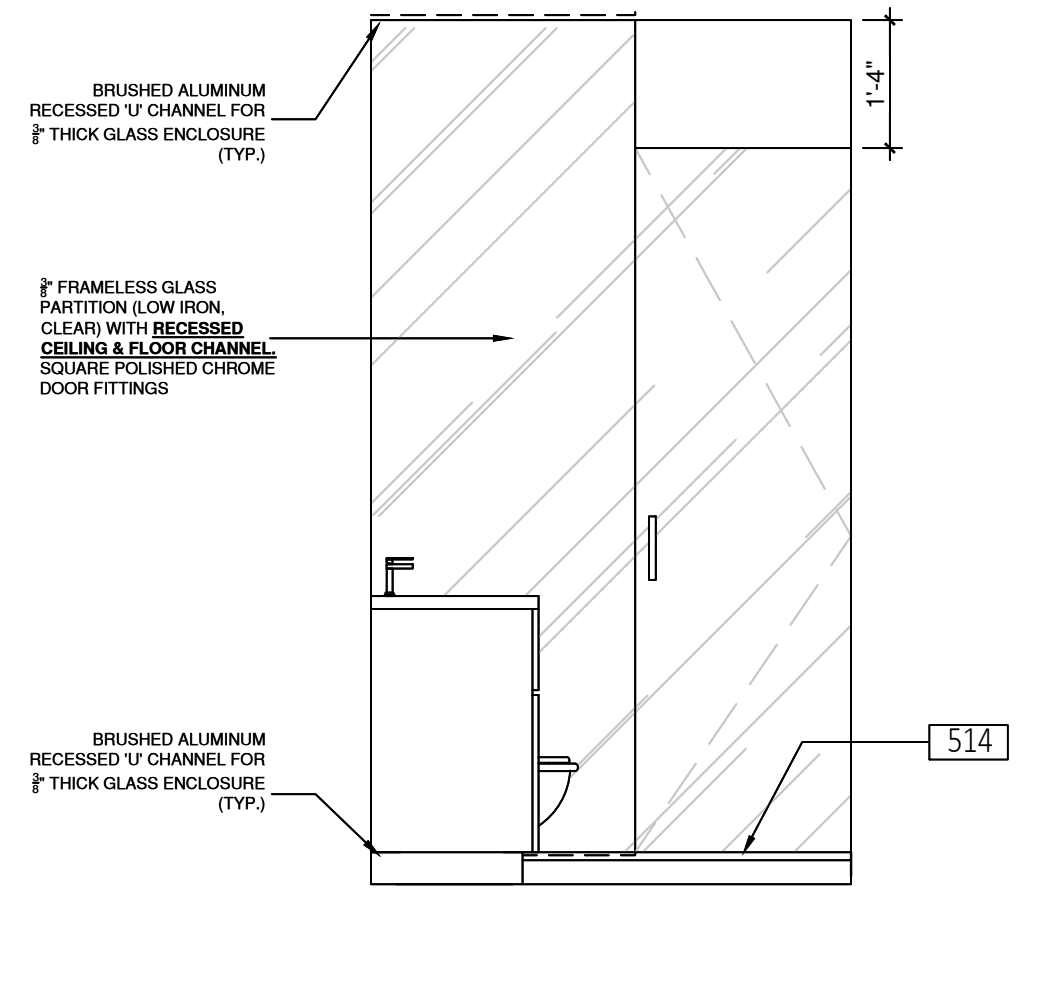 BRUSHED ALUMINUM
RECESSED 'U' CHANNEL FOR
3/8" THICK GLASS ENCLOSURE
(TYP.)
1'-4"
3/8" FRAMELESS GLASS
PARTITION (LOW IRON,
CLEAR) WITH RECESSED
CEILING & FLOOR CHANNEL.
SQUARE POLISHED CHROME
DOOR FITTINGS
BRUSHED ALUMINUM
RECESSED 'U' CHANNEL FOR
3/8" THICK GLASS ENCLOSURE
(TYP.)
514